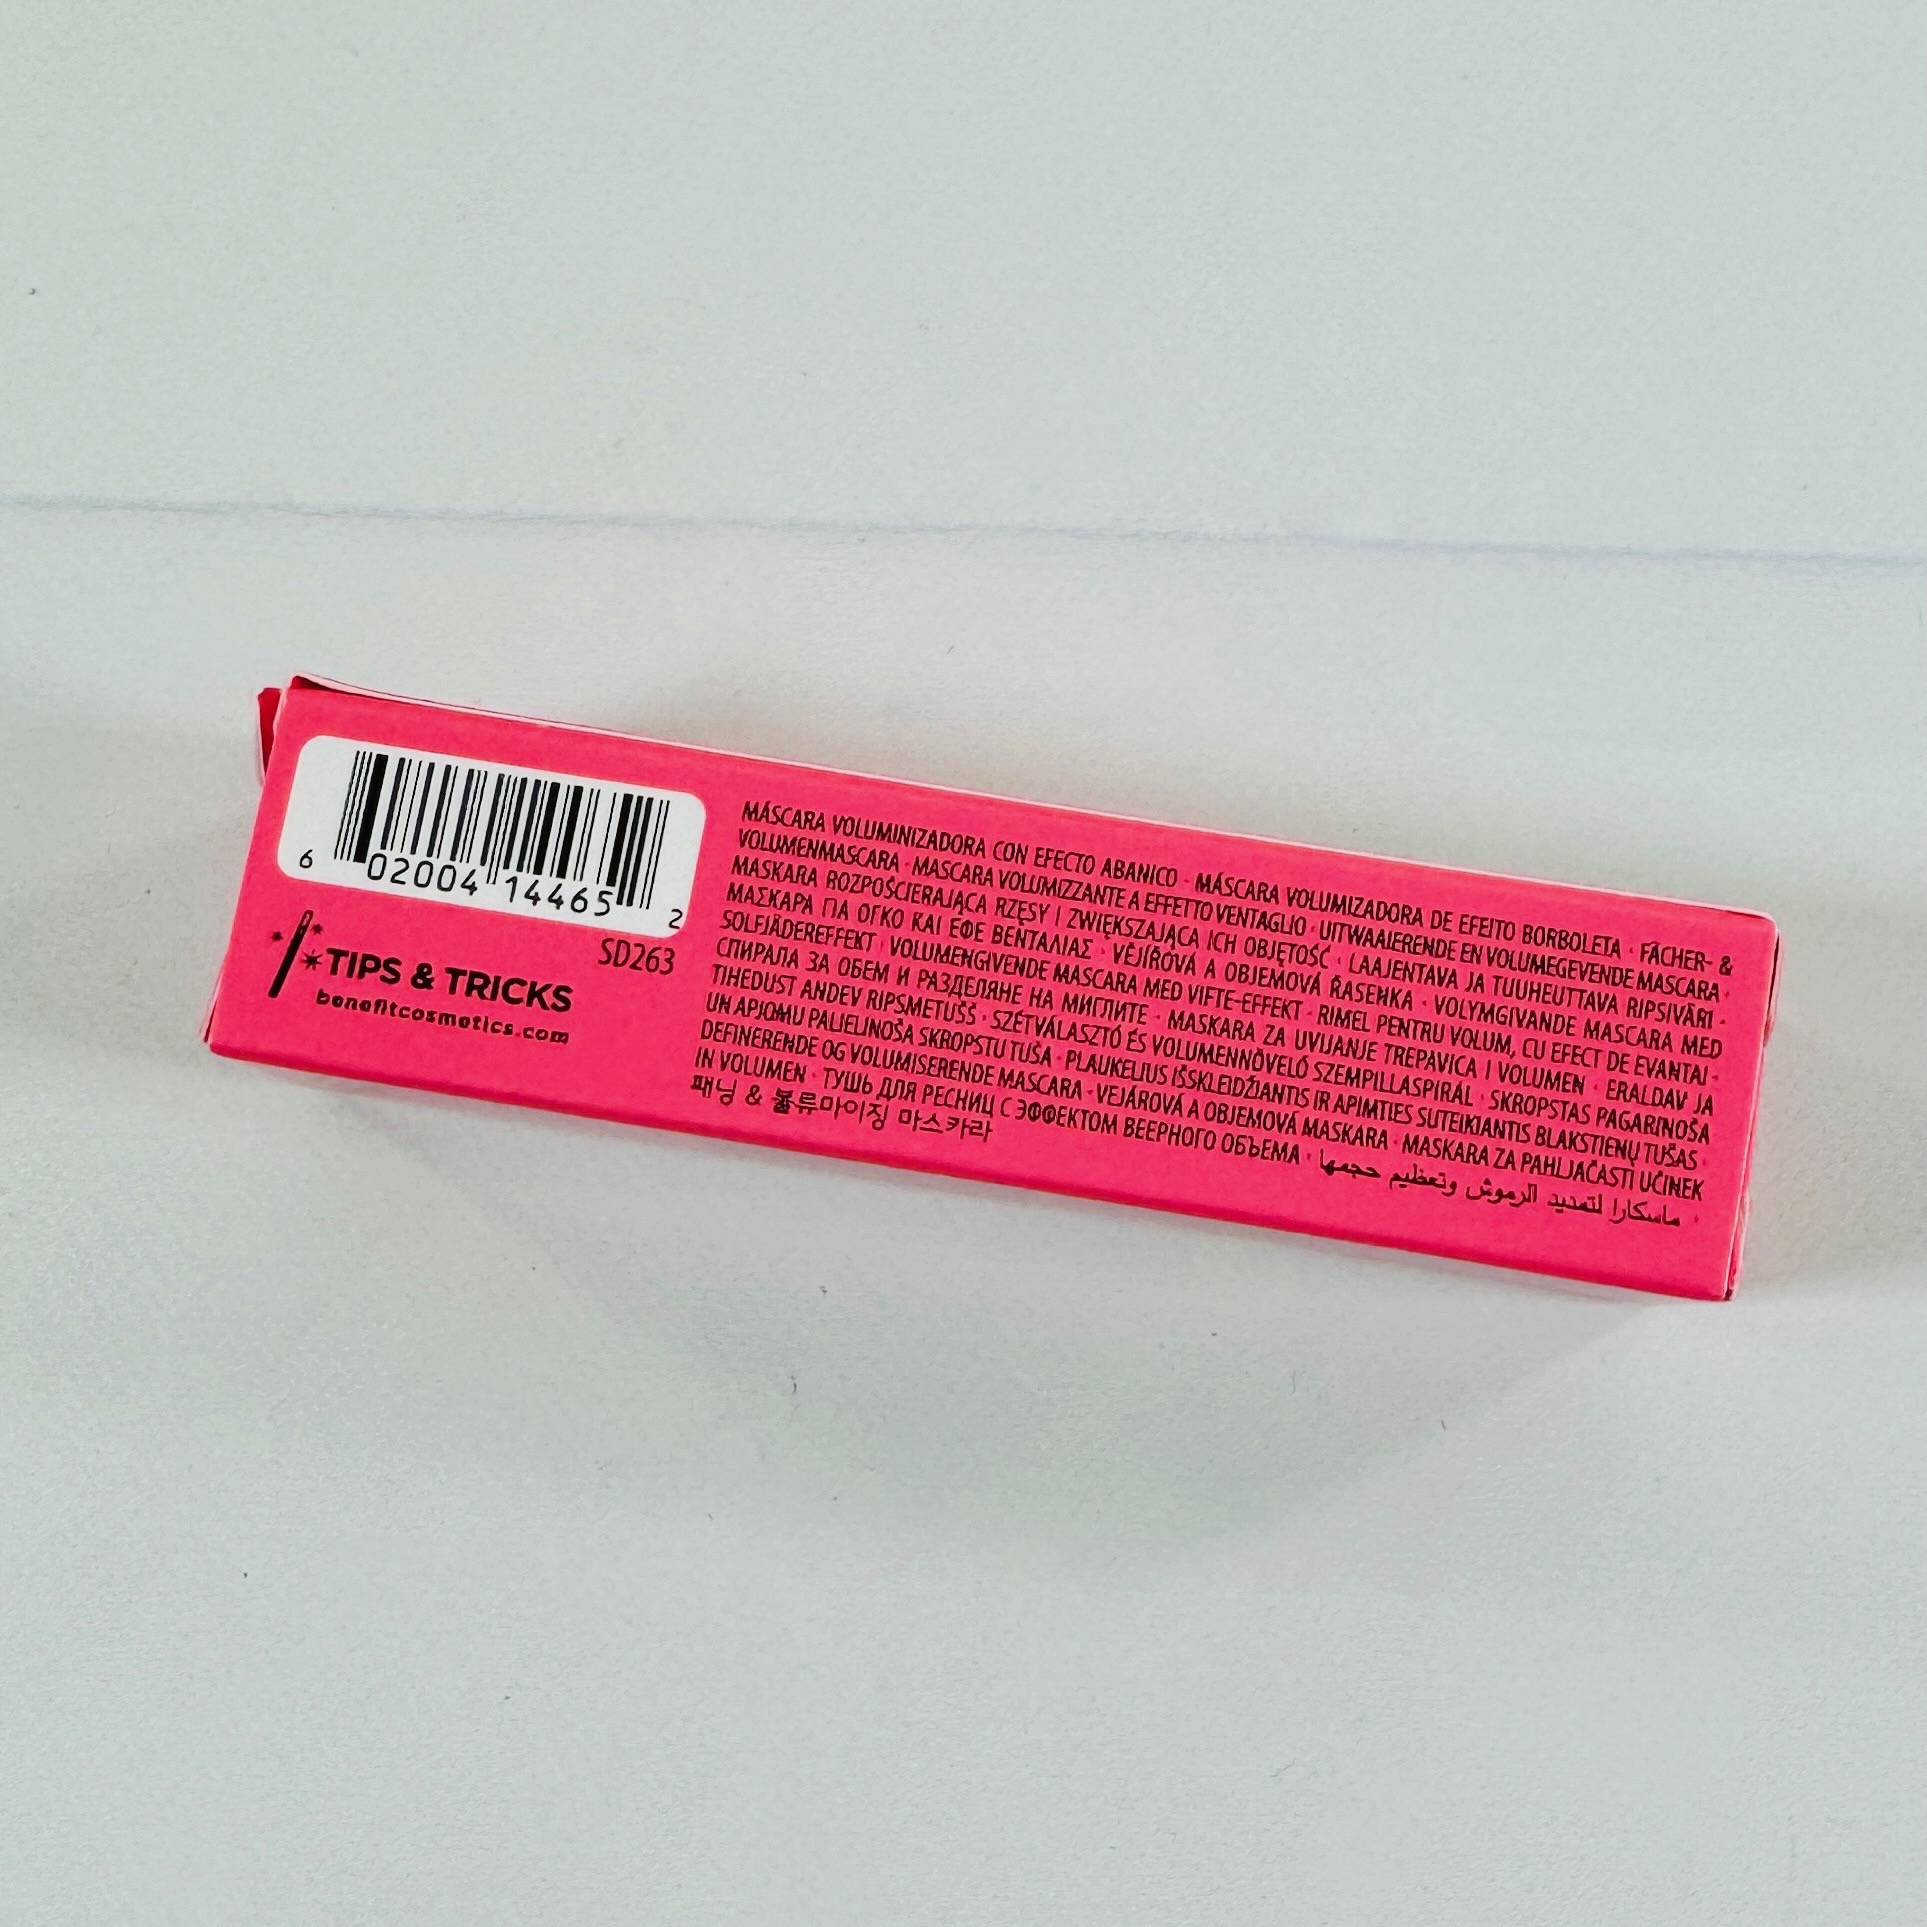 6 02004 14465 2
SD263
TIPS & TRICKS
benefitcosmetics.com
MÁSCARA VOLUMINIZADORA CON EFECTO ABANICO · MÁSCARA VOLUMIZADORA DE EFEITO BORBOLETA · FÄCHER- &
VOLUMENMASCARA · MASCARA VOLUMIZZANTE A EFFETTO VENTAGLIO · UITWAAIERENDE EN VOLUMEGEVENDE MASCARA ·
MASKARA ROZPOŚCIERAJĄCA RZĘSY I ZWIĘKSZAJĄCA ICH OBJĘTOŚĆ · LAAJENTAVA JA TUUHEUTTAVA RIPSIVÄRI ·
ΜΑΣΚΑΡΑ ΓΙΑ ΟΓΚΟ ΚΑΙ ΕΦΕ ΒΕΝΤΑΛΙΑΣ · VĚJÍŘOVÁ A OBJEMOVÁ ŘASENKA · VOLYMGIVANDE MASCARA MED
SOLFJÄDEREFFEKT · VOLUMENGIVENDE MASCARA MED VIFTE-EFFEKT · RIMEL PENTRU VOLUM, CU EFECT DE EVANTAI ·
СПИРАЛА ЗА ОБЕМ И РАЗДЕЛЯНЕ НА МИГЛИТЕ · MASKARA ZA UVIJANJE TREPAVICA I VOLUMEN · ERALDAV JA
TIHEDUST ANDEV RIPSMETUŠŠ · SZÉTVÁLASZTÓ ÉS VOLUMENNÖVELŐ SZEMPILLASPIRÁL · SKROPSTAS PAGARINOŠA
UN APJOMU PALIELINOŠA SKROPSTU TUŠA · PLAUKELIUS IŠSKLEIDŽIANTIS IR APIMTIES SUTEIKIANTIS BLAKSTIENŲ TUŠAS ·
DEFINERENDE OG VOLUMISERENDE MASCARA · VEJÁROVÁ A OBJEMOVÁ MASKARA · MASKARA ZA PAHLJAČASTI UČINEK
IN VOLUMEN · ТУШЬ ДЛЯ РЕСНИЦ С ЭФФЕКТОМ ВЕЕРНОГО ОБЪЕМА · ماسكارا لتمديد الرموش وتعظيم حجمها ·
패닝 & 볼류마이징 마스카라